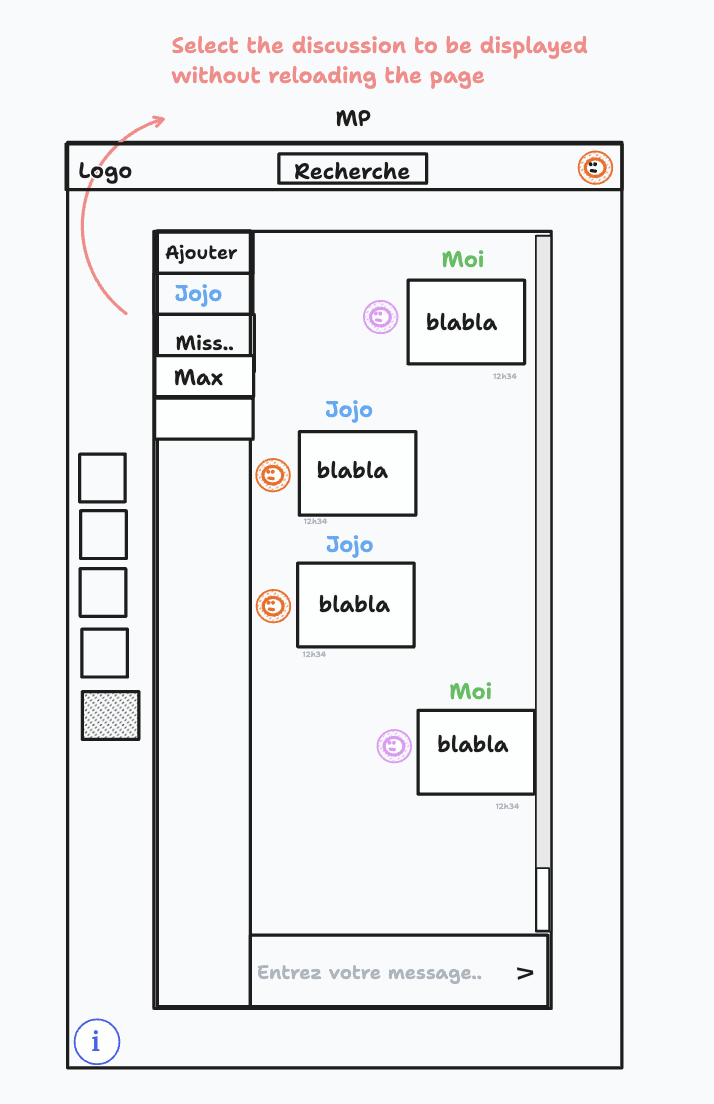 Select the discussion to be displayed
without reloading the page
MP
Logo
Recherche
Ajouter
Jojo
Miss..
Max
Moi
blabla
12h34
Jojo
blabla
12h34
Jojo
blabla
12h34
Moi
blabla
12h34
Entrez votre message.. >
i